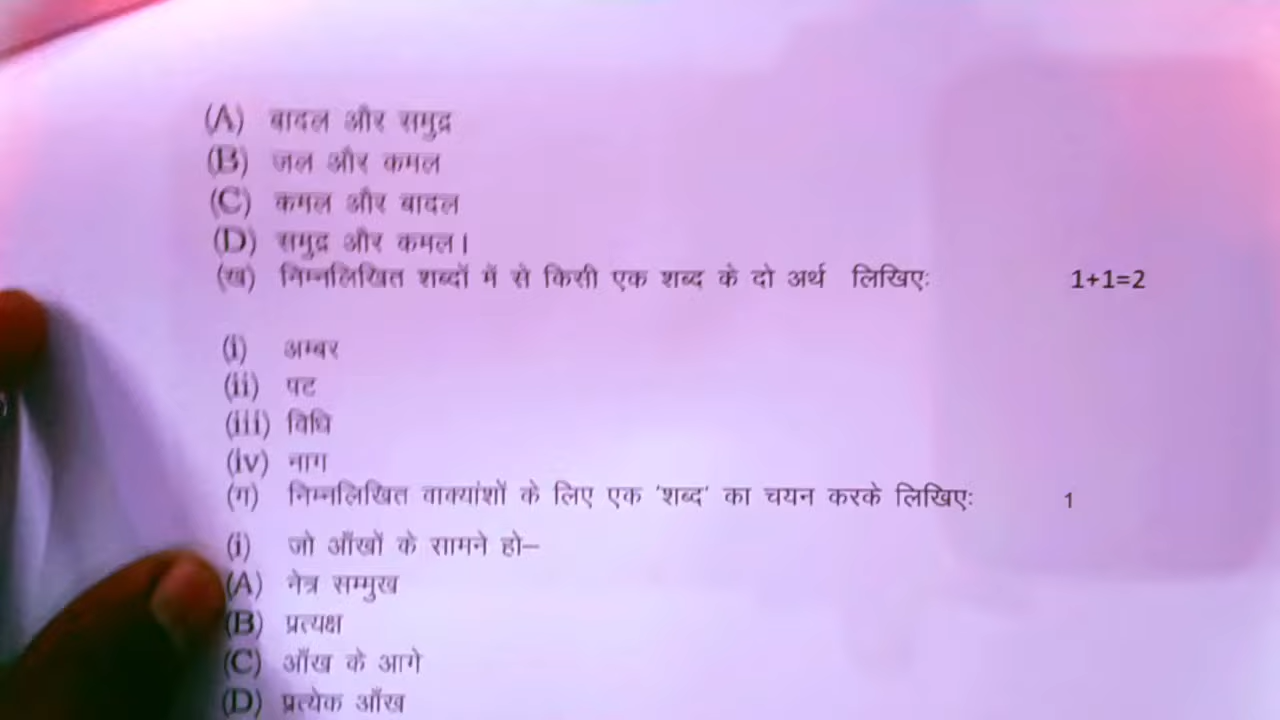 (A) बादल और समुद्र
(B) जल और कमल
(C) कमल और बादल
(D) समुद्र और कमल।
(ख) निम्नलिखित शब्दों में से किसी एक शब्द के दो अर्थ लिखिए: 1+1=2
(i) अम्बर
(ii) पट
(iii) विधि
(iv) नाग
(ग) निम्नलिखित वाक्यांशों के लिए एक 'शब्द' का चयन करके लिखिए: 1
(i) जो आँखों के सामने हो–
(A) नेत्र सम्मुख
(B) प्रत्यक्ष
(C) आँख के आगे
(D) प्रत्येक आँख